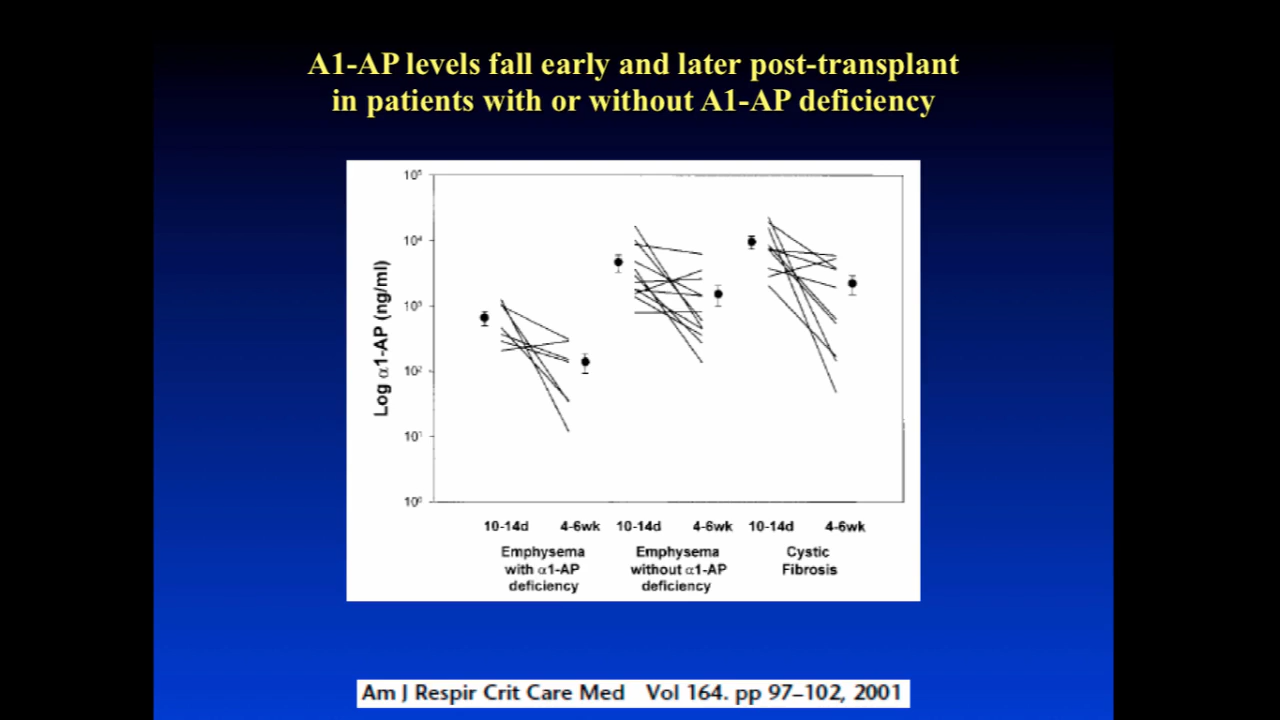 A1-AP levels fall early and later post-transplant
in patients with or without A1-AP deficiency
10⁵
10⁴
10³
10²
10¹
10⁰
Log α1-AP (ng/ml)
10-14d 4-6wk 10-14d 4-6wk 10-14d 4-6wk
Emphysema with α1-AP deficiency
Emphysema without α1-AP deficiency
Cystic Fibrosis
Am J Respir Crit Care Med Vol 164. pp 97–102, 2001